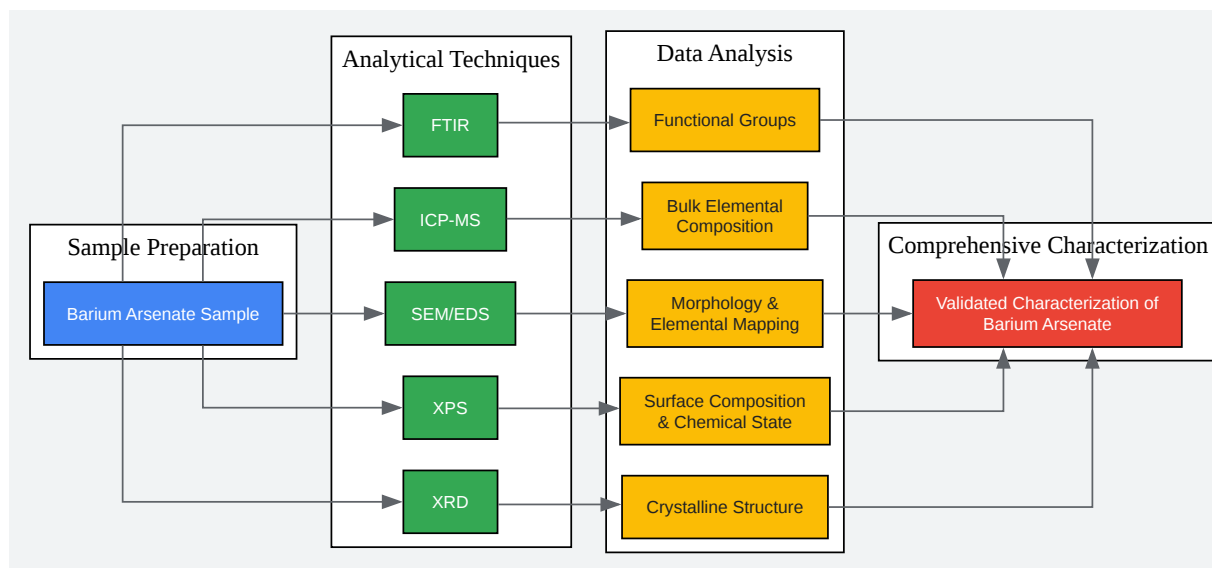 Sample Preparation
Barium Arsenate Sample
Analytical Techniques
FTIR
ICP-MS
SEM/EDS
XPS
XRD
Data Analysis
Functional Groups
Bulk Elemental
Composition
Morphology &
Elemental Mapping
Surface Composition
& Chemical State
Crystalline Structure
Comprehensive Characterization
Validated Characterization of
Barium Arsenate